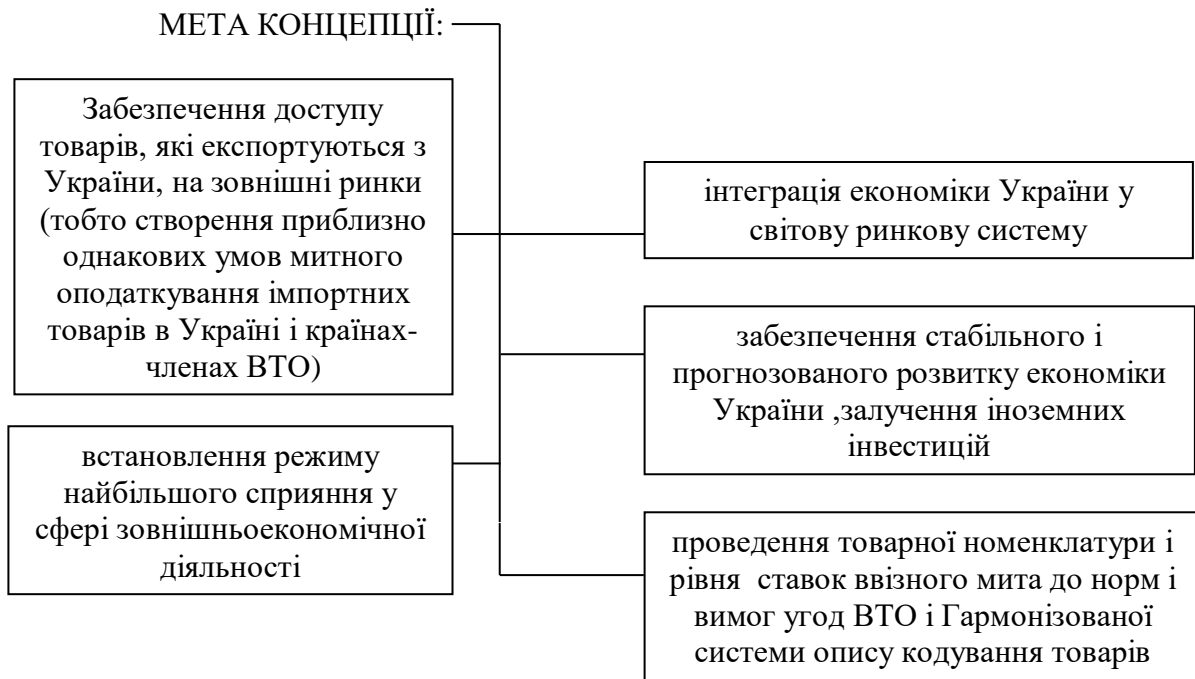 МЕТА КОНЦЕПЦІЇ:
Забезпечення доступу
товарів, які експортуються з
України, на зовнішні ринки
(тобто створення приблизно
однакових умов митного
оподаткування імпортних
товарів в Україні і країнах-
членах ВТО)
встановлення режиму
найбільшого сприяння у
сфері зовнішньоекономічної
діяльності
інтеграція економіки України у
світову ринкову систему
забезпечення стабільного і
прогнозованого розвитку економіки
України ,залучення іноземних
інвестицій
проведення товарної номенклатури і
рівня ставок ввізного мита до норм і
вимог угод ВТО і Гармонізованої
системи опису кодування товарів